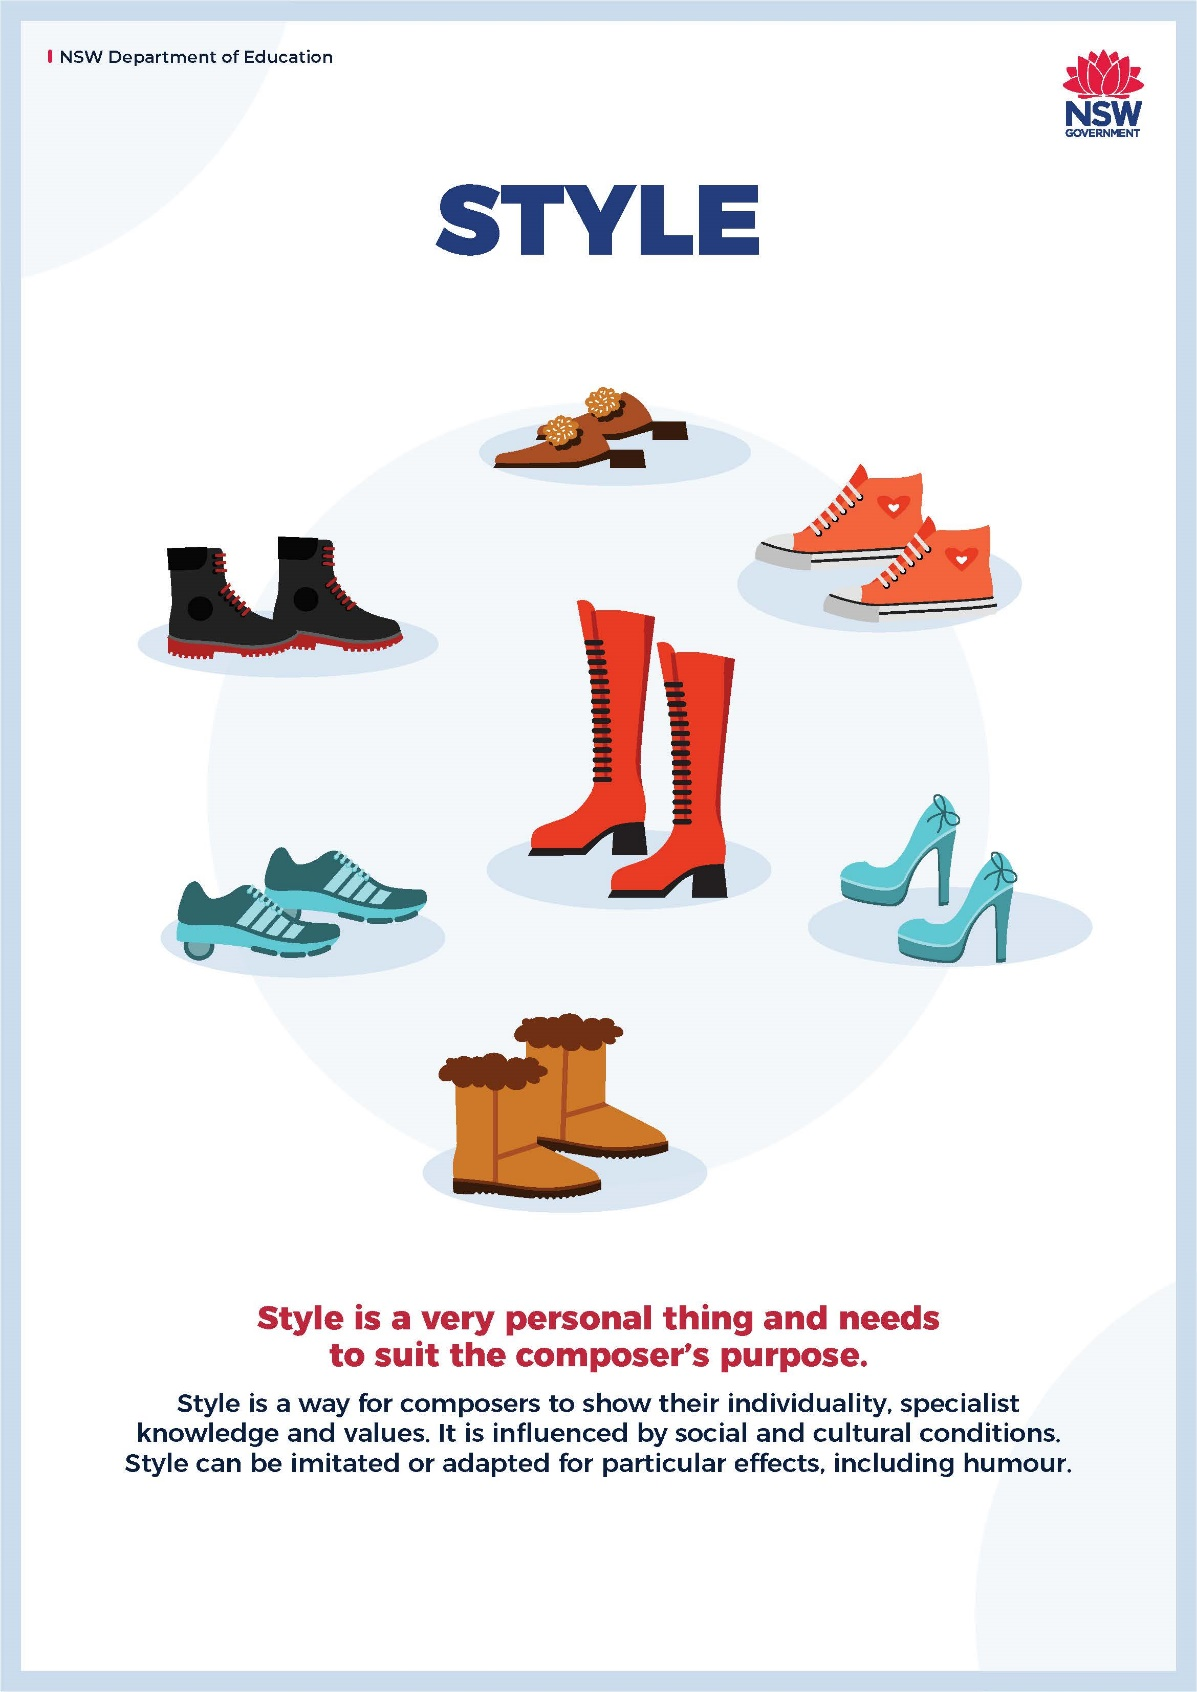 NSW Department of Education
NSW
GOVERNMENT
STYLE
Style is a very personal thing and needs
to suit the composer’s purpose.
Style is a way for composers to show their individuality, specialist
knowledge and values. It is influenced by social and cultural conditions.
Style can be imitated or adapted for particular effects, including humour.